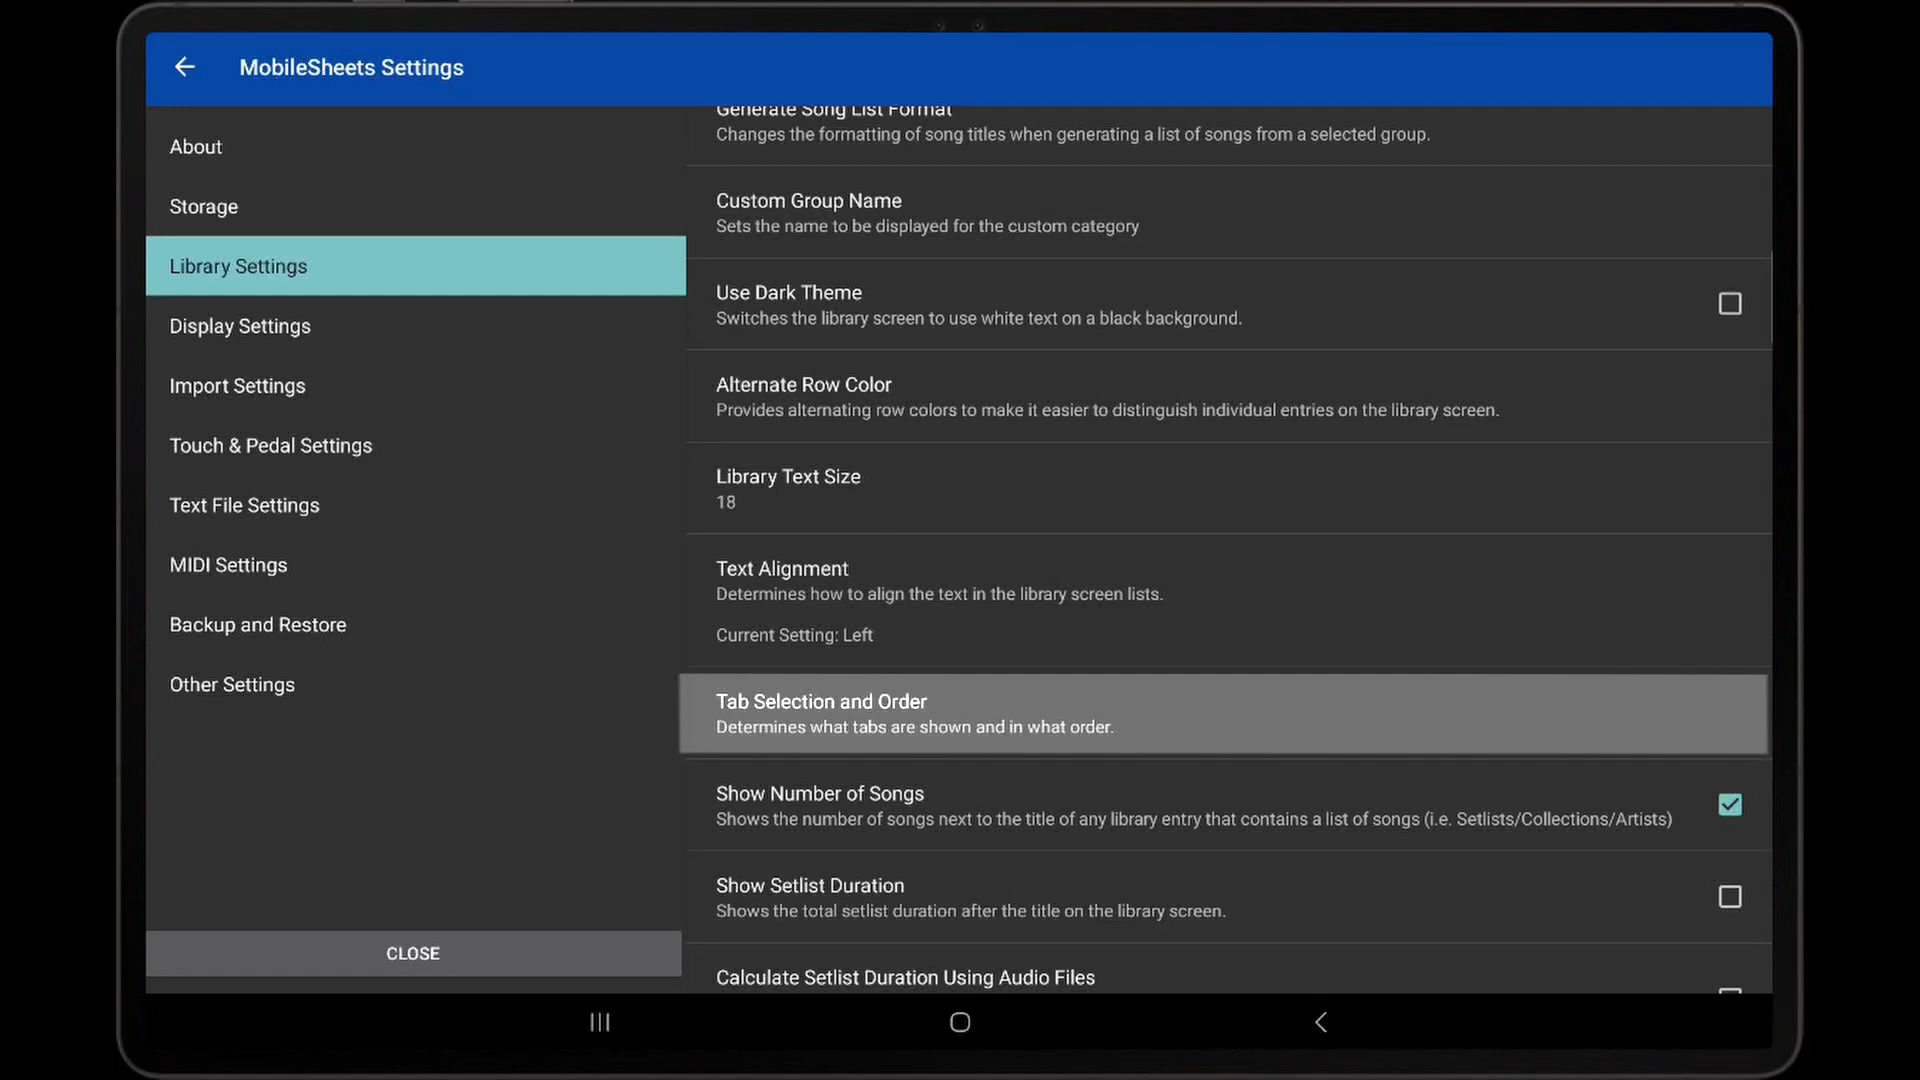 MobileSheets Settings
About
Storage
Library Settings
Display Settings
Import Settings
Touch & Pedal Settings
Text File Settings
MIDI Settings
Backup and Restore
Other Settings
CLOSE
Generate Song List Format
Changes the formatting of song titles when generating a list of songs from a selected group.
Custom Group Name
Sets the name to be displayed for the custom category
Use Dark Theme
Switches the library screen to use white text on a black background.
Alternate Row Color
Provides alternating row colors to make it easier to distinguish individual entries on the library screen.
Library Text Size
18
Text Alignment
Determines how to align the text in the library screen lists.
Current Setting: Left
Tab Selection and Order
Determines what tabs are shown and in what order.
Show Number of Songs
Shows the number of songs next to the title of any library entry that contains a list of songs (i.e. Setlists/Collections/Artists)
Show Setlist Duration
Shows the total setlist duration after the title on the library screen.
Calculate Setlist Duration Using Audio Files